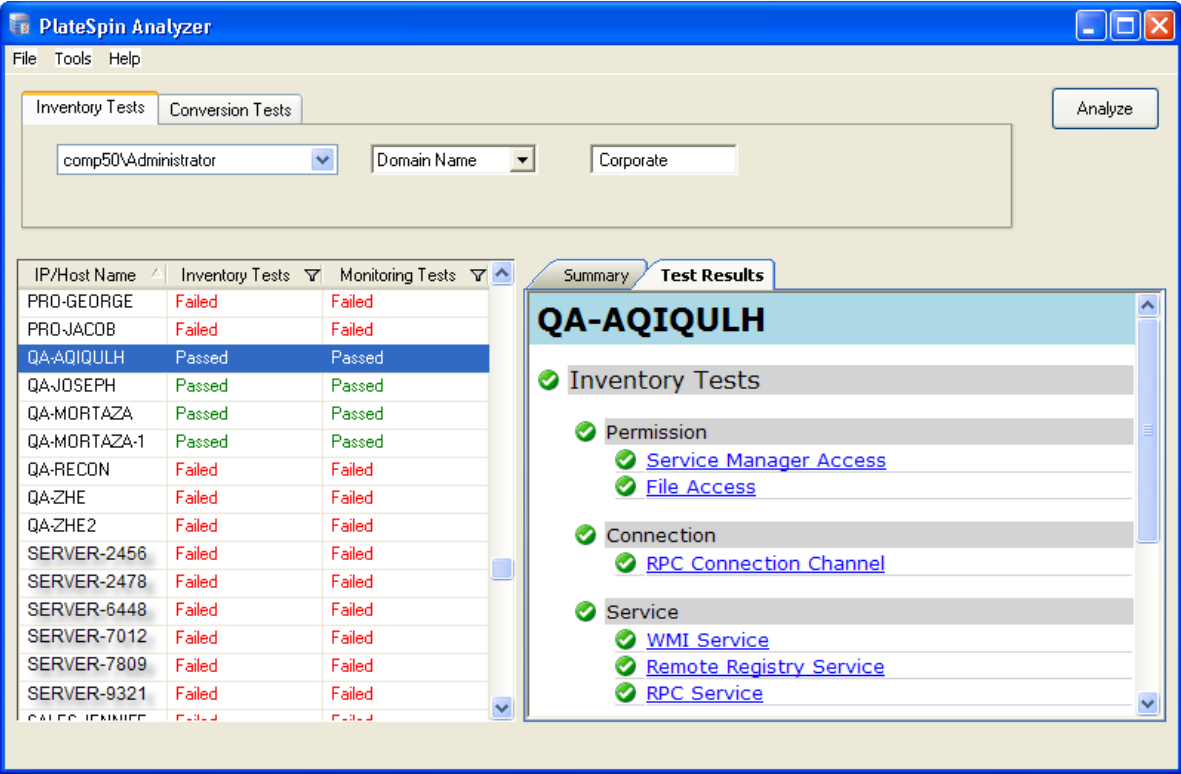 PlateSpin Analyzer
File Tools Help
Inventory Tests Conversion Tests
Analyze
comp50\Administrator Domain Name Corporate
IP/Host Name Inventory Tests Monitoring Tests
PRO-GEORGE Failed Failed
PRO-JACOB Failed Failed
QA-AQIQULH Passed Passed
QA-JOSEPH Passed Passed
QA-MORTAZA Passed Passed
QA-MORTAZA-1 Passed Passed
QA-RECON Failed Failed
QA-ZHE Failed Failed
QA-ZHE2 Failed Failed
SERVER-2456 Failed Failed
SERVER-2478 Failed Failed
SERVER-6448 Failed Failed
SERVER-7012 Failed Failed
SERVER-7809 Failed Failed
SERVER-9321 Failed Failed
SALES-JENNIFE Failed Failed
Summary Test Results
QA-AQIQULH
Inventory Tests
Permission
Service Manager Access
File Access
Connection
RPC Connection Channel
Service
WMI Service
Remote Registry Service
RPC Service